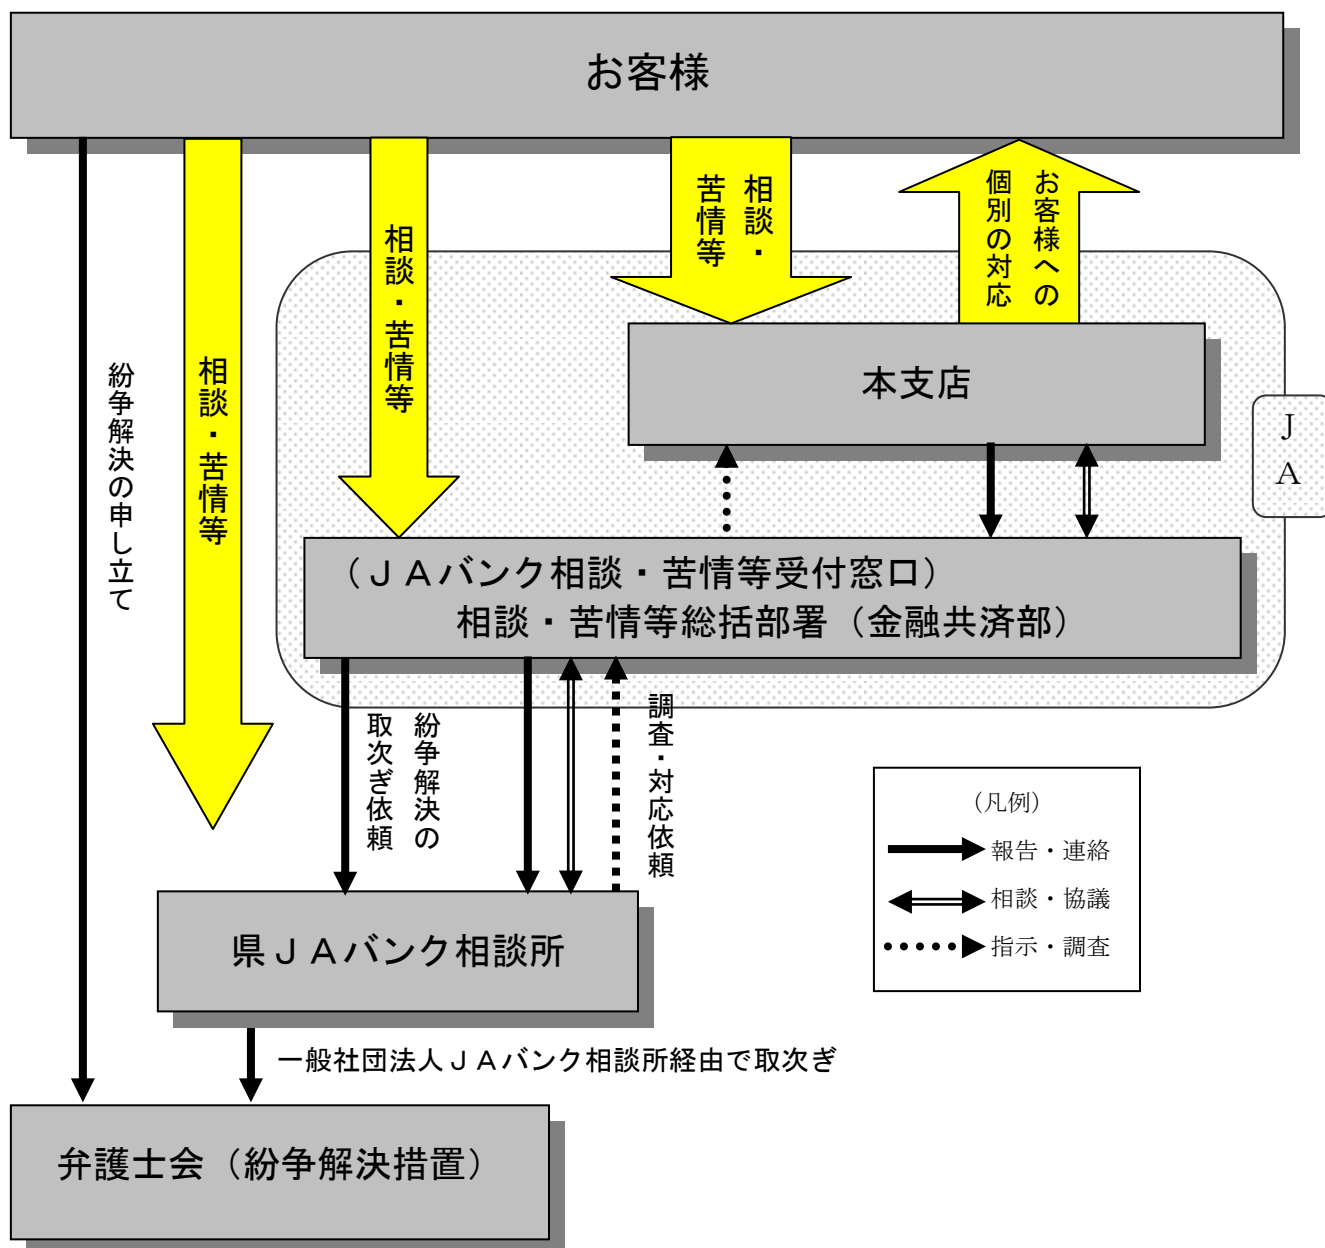 お客様
紛争解決の申し立て
相談・苦情等
相談・苦情等
相談・
苦情等
お客様への
個別の対応
本支店
ＪＡ
（ＪＡバンク相談・苦情等受付窓口）
相談・苦情等総括部署（金融共済部）
紛争解決の
取次ぎ依頼
調査・対応依頼
（凡例）
報告・連絡
相談・協議
指示・調査
県ＪＡバンク相談所
一般社団法人ＪＡバンク相談所経由で取次ぎ
弁護士会（紛争解決措置）